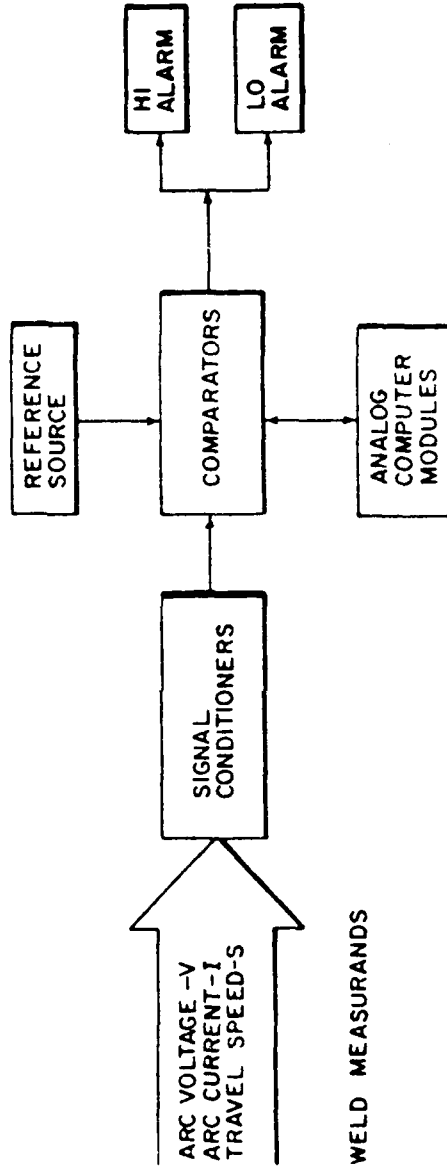 ARC VOLTAGE -V
ARC CURRENT-I
TRAVEL SPEED-S
WELD MEASURANDS
SIGNAL
CONDITIONERS
REFERENCE
SOURCE
COMPARATORS
ANALOG
COMPUTER
MODULES
HI
ALARM
LO
ALARM